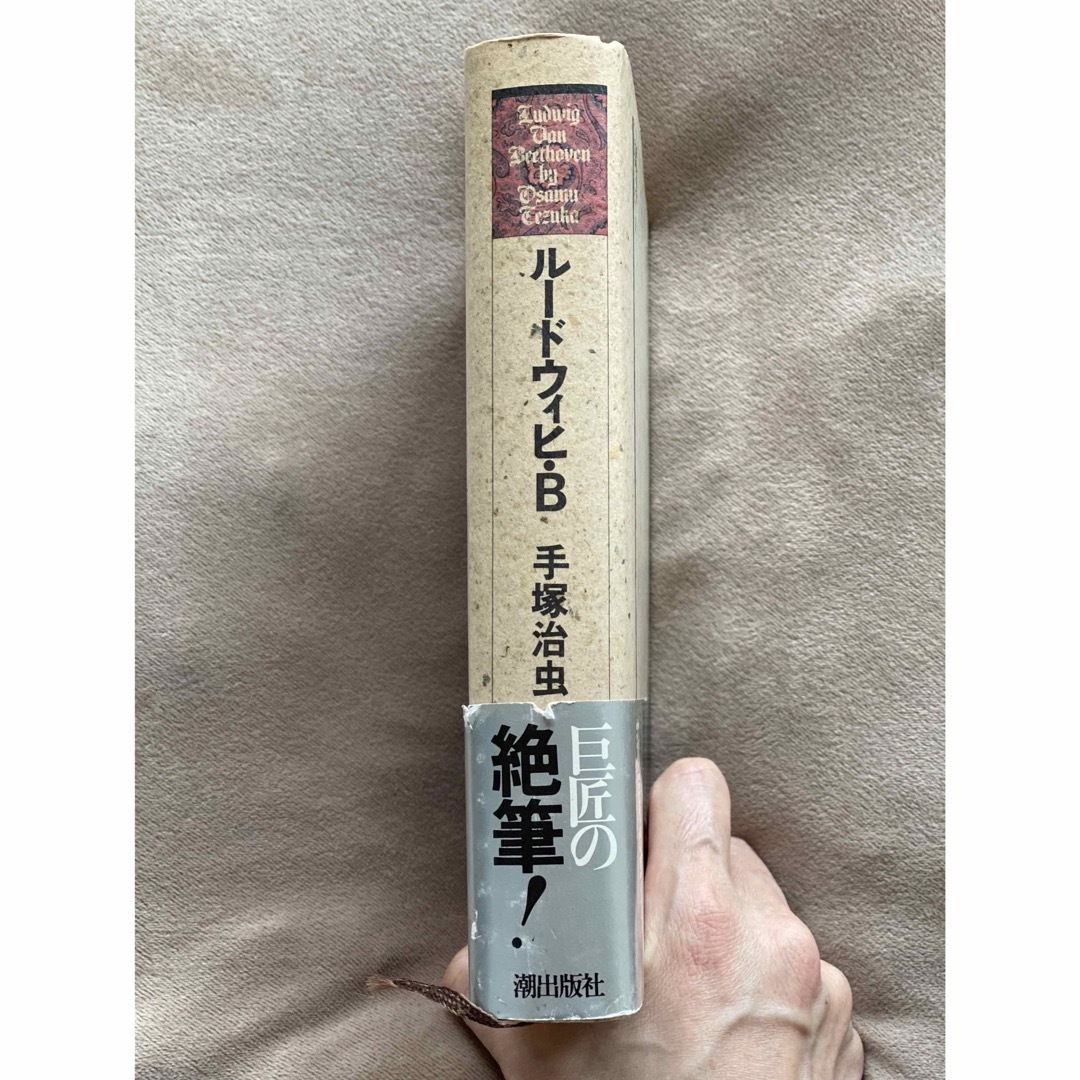 Ludwig
Van
Beethoven
by
Osamu
Tezuka
ルードウィヒ・B
手塚治虫
巨匠の
絶筆!
潮出版社